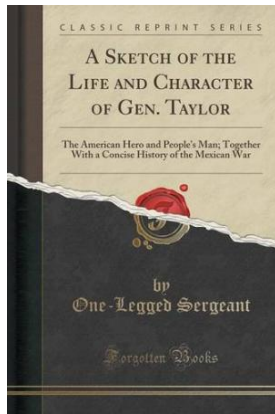 CLASSIC REPRINT SERIES
A SKETCH OF THE
LIFE AND CHARACTER
OF GEN. TAYLOR
The American Hero and People's Man; Together
With a Concise History of the Mexican War
by
One-Legged Sergeant
Forgotten Books